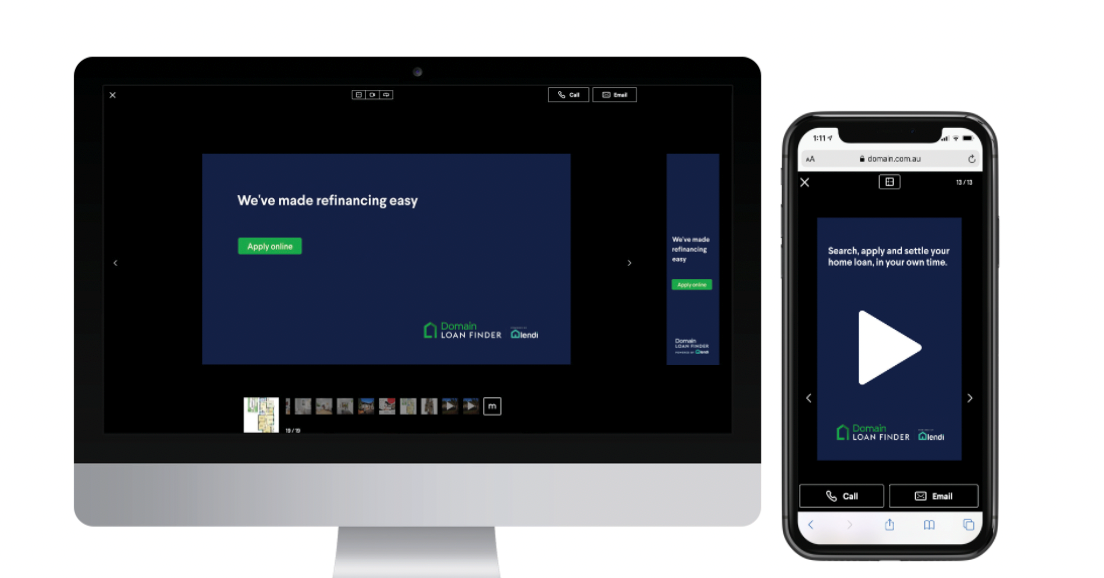 Call
Email
We've made refinancing easy
Apply online
Domain
LOAN FINDER
lendi
We've made
refinancing
easy
Apply online
Domain
LOAN FINDER
lendi
m
19 / 19
1:11
AA
domain.com.au
13 / 13
Search, apply and settle your
home loan, in your own time.
Domain
LOAN FINDER
lendi
Call
Email